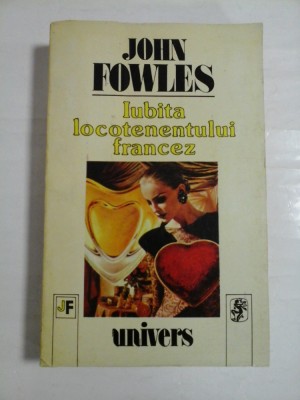 JOHN
FOWLES
Iubita
locotenentului
francez
JF
univers